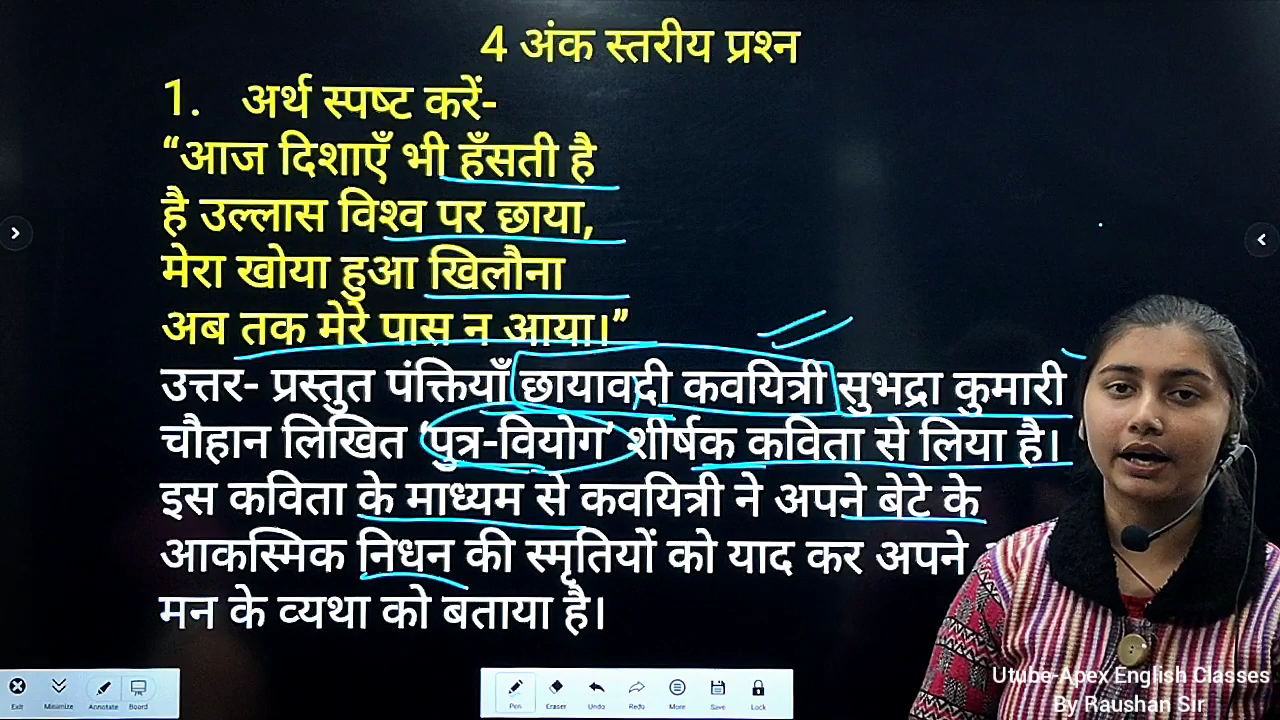 4 अंक स्तरीय प्रश्न
1. अर्थ स्पष्ट करें-
“आज दिशाएँ भी हँसती है
है उल्लास विश्व पर छाया,
मेरा खोया हुआ खिलौना
अब तक मेरे पास न आया।”
उत्तर- प्रस्तुत पंक्तियाँ छायावदी कवयित्री सुभद्रा कुमारी
चौहान लिखित ‘पुत्र-वियोग’ शीर्षक कविता से लिया है।
इस कविता के माध्यम से कवयित्री ने अपने बेटे के
आकस्मिक निधन की स्मृतियों को याद कर अपने
मन के व्यथा को बताया है।
Exit Minimize Annotate Board
Pen Eraser Undo Redu More Save Lock
Utube-Apex English Classes
By Raushan Sir